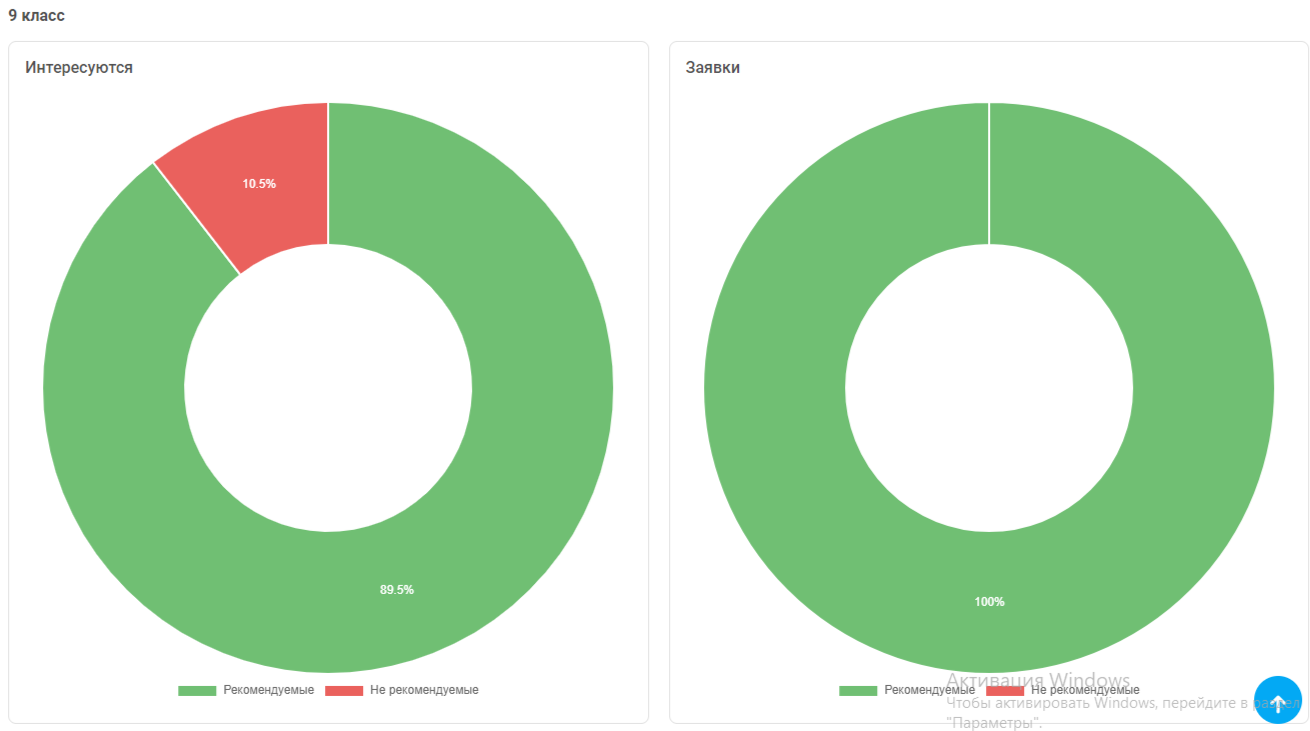 9 класс
Интересуются
Заявки
10.5%
89.5%
100%
Рекомендуемые Не рекомендуемые
Рекомендуемые Не рекомендуемые
Активация Windows
Чтобы активировать Windows, перейдите в раздел
"Параметры".